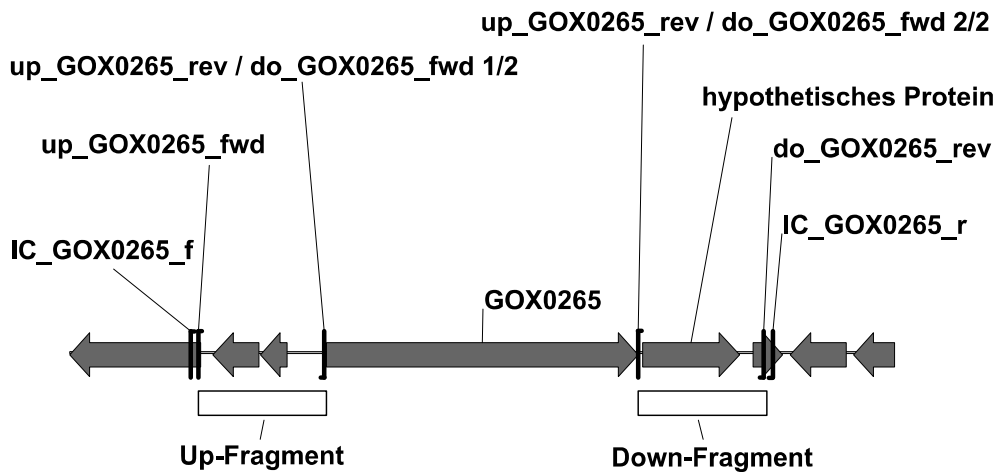 up_GOX0265_rev / do_GOX0265_fwd 2/2
up_GOX0265_rev / do_GOX0265_fwd 1/2
hypothetisches Protein
up_GOX0265_fwd
do_GOX0265_rev
IC_GOX0265_f
IC_GOX0265_r
GOX0265
Up-Fragment
Down-Fragment